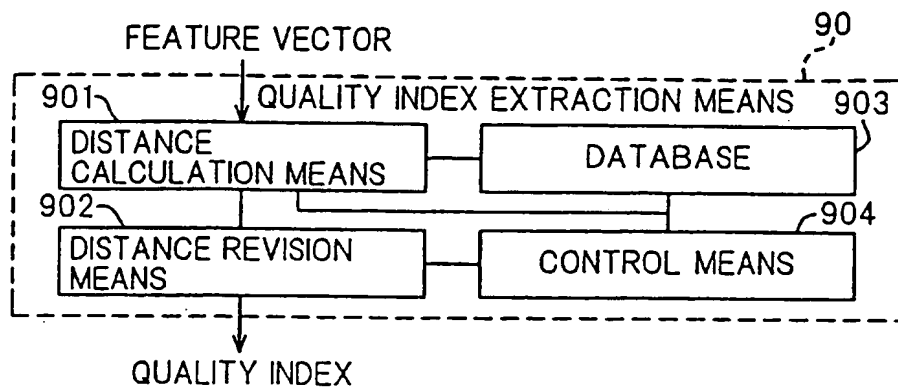 FEATURE VECTOR
90
901
QUALITY INDEX EXTRACTION MEANS
903
DISTANCE
CALCULATION MEANS
DATABASE
902
904
DISTANCE REVISION
MEANS
CONTROL MEANS
QUALITY INDEX